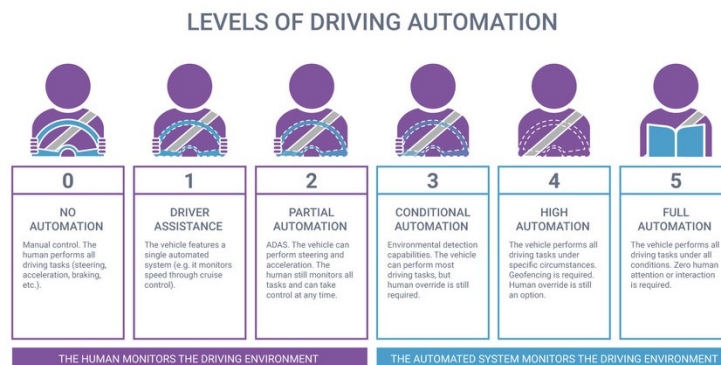 LEVELS OF DRIVING AUTOMATION
0
NO
AUTOMATION
Manual control. The
human performs all
driving tasks (steering,
acceleration, braking,
etc.).
1
DRIVER
ASSISTANCE
The vehicle features a
single automated
system (e.g. it monitors
speed through cruise
control).
2
PARTIAL
AUTOMATION
ADAS. The vehicle can
perform steering and
acceleration. The
human still monitors all
tasks and can take
control at any time.
3
CONDITIONAL
AUTOMATION
Environmental detection
capabilities. The vehicle
can perform most
driving tasks, but
human override is still
required.
4
HIGH
AUTOMATION
The vehicle performs all
driving tasks under
specific circumstances.
Geofencing is required.
Human override is still
an option.
5
FULL
AUTOMATION
The vehicle performs all
driving tasks under all
conditions. Zero human
attention or interaction
is required.
THE HUMAN MONITORS THE DRIVING ENVIRONMENT
THE AUTOMATED SYSTEM MONITORS THE DRIVING ENVIRONMENT